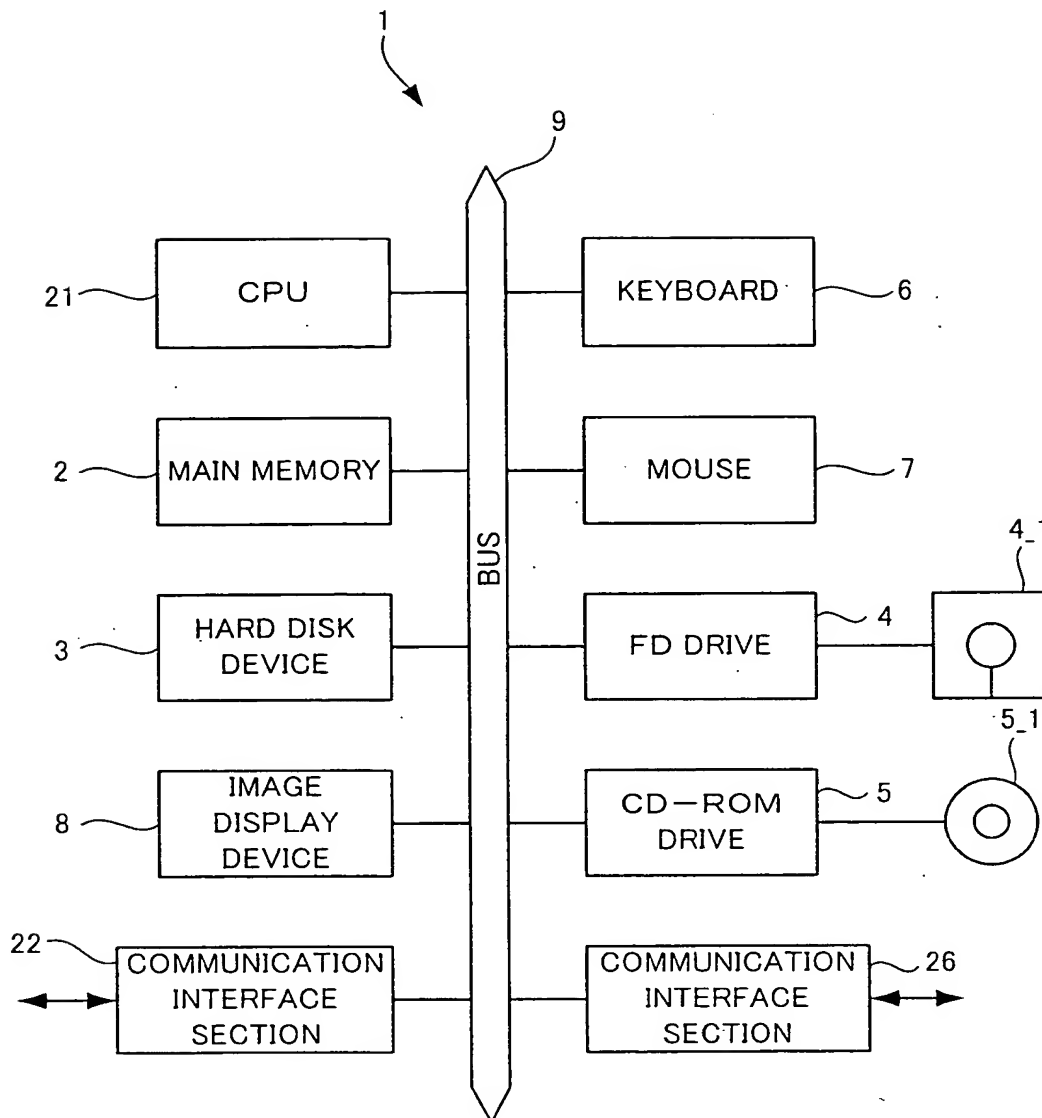 1
9
CPU
21
KEYBOARD
6
MAIN MEMORY
2
MOUSE
7
BUS
HARD DISK
DEVICE
3
FD DRIVE
4
4_1
IMAGE
DISPLAY
DEVICE
8
CD-ROM
DRIVE
5
5_1
COMMUNICATION
INTERFACE
SECTION
22
COMMUNICATION
INTERFACE
SECTION
26